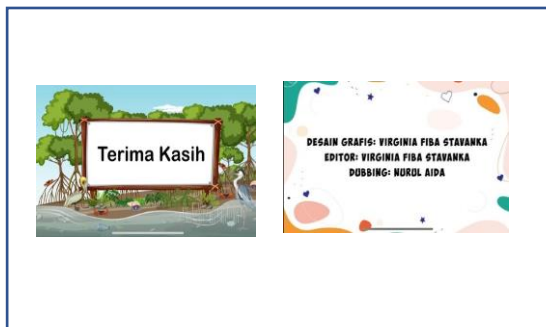 Terima Kasih
DESAIN GRAFIS: VIRGINIA FIBA STAVANKA
EDITOR: VIRGINIA FIBA STAVANKA
DUBBING: NURUL AIDA